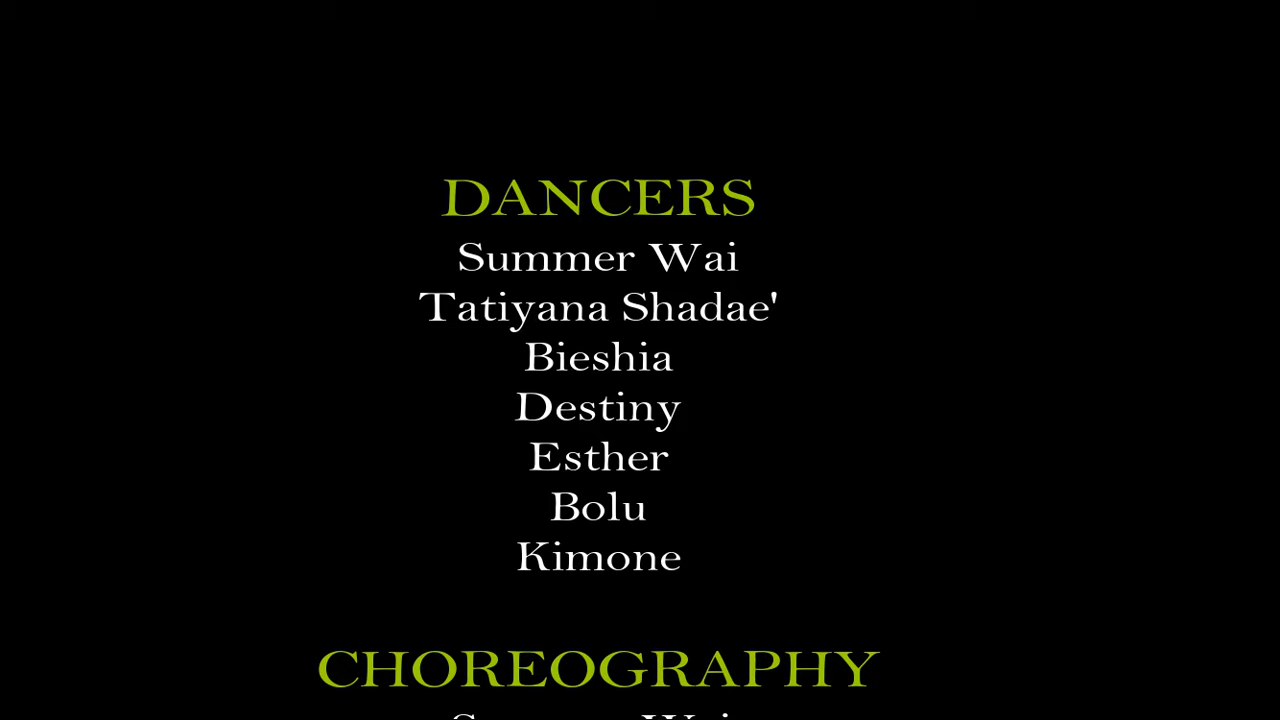 DANCERS
Summer Wai
Tatiyana Shadae'
Bieshia
Destiny
Esther
Bolu
Kimone
CHOREOGRAPHY